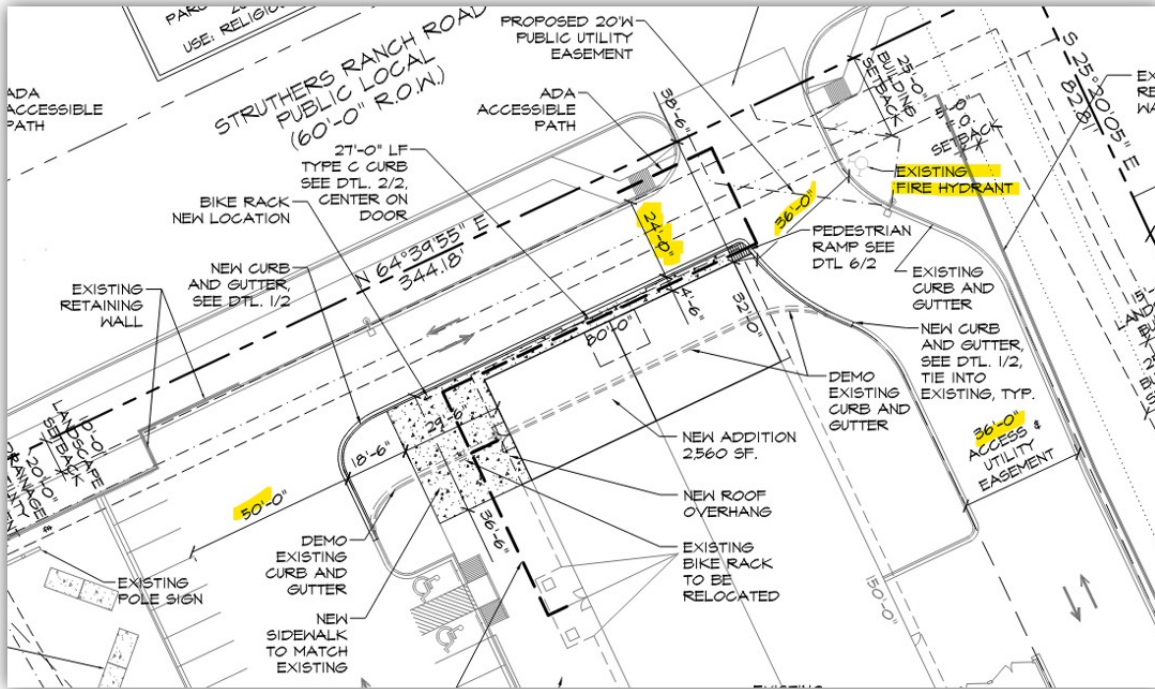 USE: RELIGIO
STRUTHERS RANCH ROAD
PUBLIC LOCAL
(60'-0" R.O.W.)
ADA
ACCESSIBLE
PATH
PROPOSED 20'W
PUBLIC UTILITY
EASEMENT
ADA
ACCESSIBLE
PATH
38'-6"
25'-0"
BUILDING
SETBACK
SETBACK
S 25°20'05" E
828.1
27'-0" LF
TYPE C CURB
SEE DTL. 2/2,
CENTER ON
DOOR
BIKE RACK
NEW LOCATION
N 64°39'55" E
344.18'
24'-0"
36'-0"
EXISTING
FIRE HYDRANT
PEDESTRIAN
RAMP SEE
DTL 6/2
EXISTING
CURB AND
GUTTER
NEW CURB
AND GUTTER,
SEE DTL. 1/2
EXISTING
RETAINING
WALL
80'-0"
4'-6"
32'-0"
NEW CURB
AND GUTTER,
SEE DTL. 1/2,
TIE INTO
EXISTING, TYP.
DEMO
EXISTING
CURB AND
GUTTER
29'-6"
18'-6"
50'-0"
36'-6"
NEW ADDITION
2,560 SF.
NEW ROOF
OVERHANG
EXISTING
BIKE RACK
TO BE
RELOCATED
36'-0"
ACCESS &
UTILITY
EASEMENT
LANDSCAPE
SETBACK
DEMO
EXISTING
CURB AND
GUTTER
EXISTING
POLE SIGN
NEW
SIDEWALK
TO MATCH
EXISTING
150'-0"